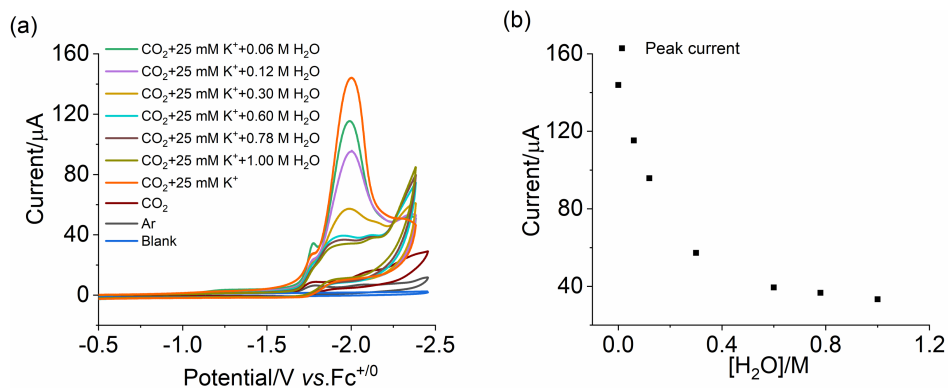 (a)
Current/μA
160
120
80
40
0
CO₂+25 mM K⁺+0.06 M H₂O
CO₂+25 mM K⁺+0.12 M H₂O
CO₂+25 mM K⁺+0.30 M H₂O
CO₂+25 mM K⁺+0.60 M H₂O
CO₂+25 mM K⁺+0.78 M H₂O
CO₂+25 mM K⁺+1.00 M H₂O
CO₂+25 mM K⁺
CO₂
Ar
Blank
-0.5
-1.0
-1.5
-2.0
-2.5
Potential/V vs.Fc⁺ᐟ⁰
(b)
Current/μA
160
120
80
40
Peak current
0.0
0.4
0.8
1.2
[H₂O]/M